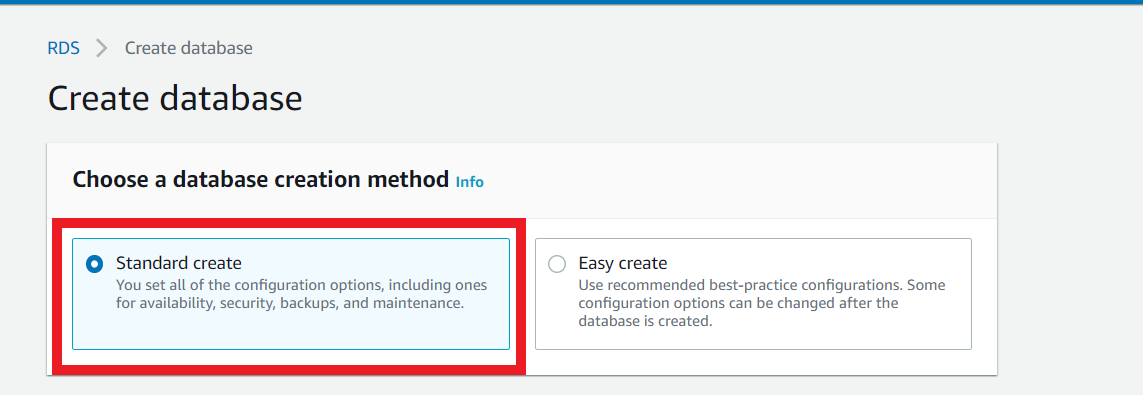 RDS > Create database
Create database
Choose a database creation method Info
Standard create
You set all of the configuration options, including ones
for availability, security, backups, and maintenance.
Easy create
Use recommended best-practice configurations. Some
configuration options can be changed after the
database is created.